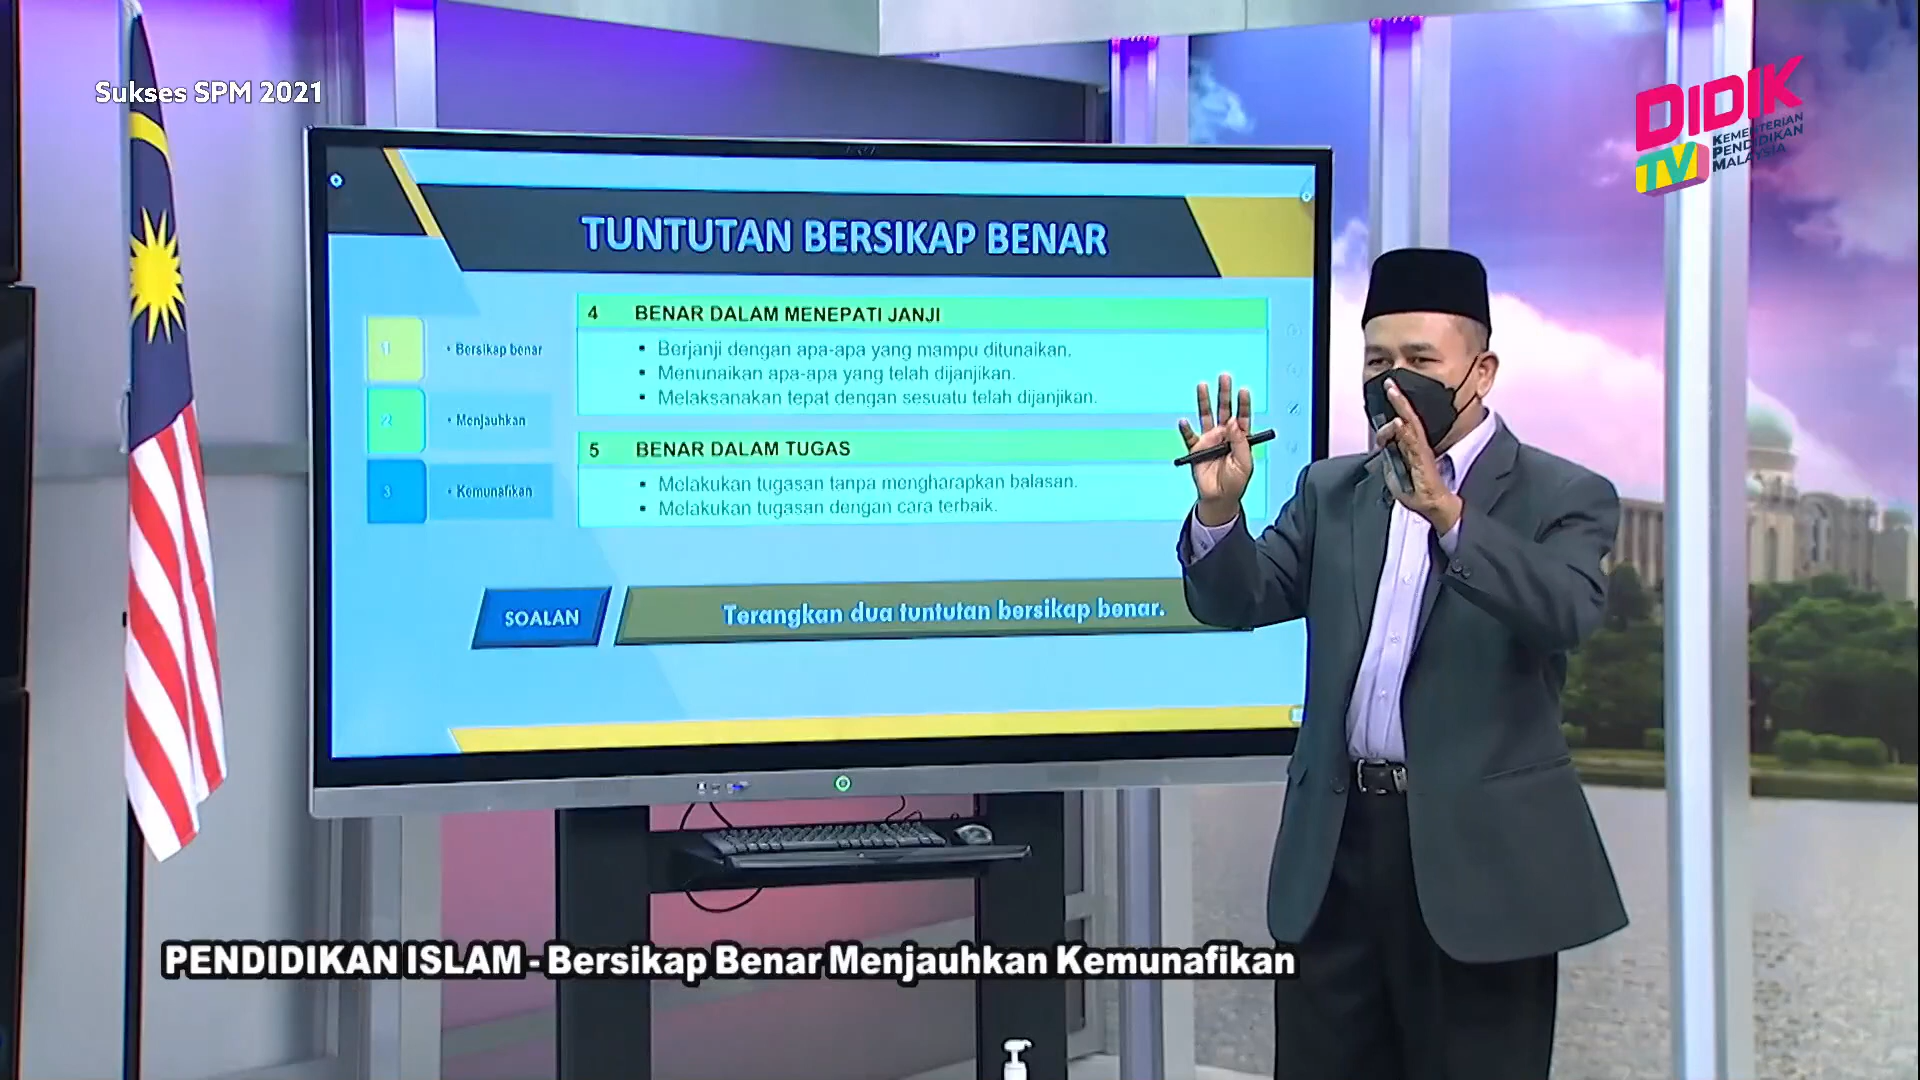 Sukses SPM 2021
DIDIK
TV
KEMENTERIAN
PENDIDIKAN
MALAYSIA
TUNTUTAN BERSIKAP BENAR
1 • Bersikap benar
2 • Menjauhkan
3 • Kemunafikan
4 BENAR DALAM MENEPATI JANJI
▪ Berjanji dengan apa-apa yang mampu ditunaikan.
▪ Menunaikan apa-apa yang telah dijanjikan.
▪ Melaksanakan tepat dengan sesuatu telah dijanjikan.
5 BENAR DALAM TUGAS
▪ Melakukan tugasan tanpa mengharapkan balasan.
▪ Melakukan tugasan dengan cara terbaik.
SOALAN
Terangkan dua tuntutan bersikap benar.
PENDIDIKAN ISLAM - Bersikap Benar Menjauhkan Kemunafikan